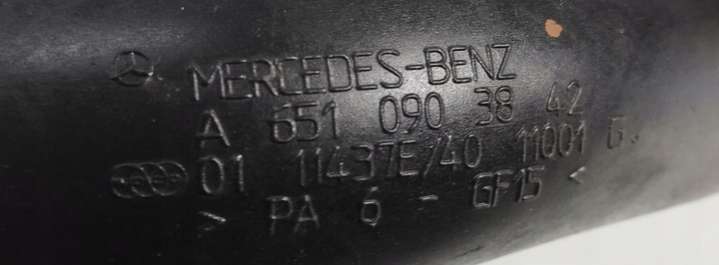 MERCEDES-BENZ
A 651 090 38 42
01 11437E/40 11001
> PA 6 - GF15 <